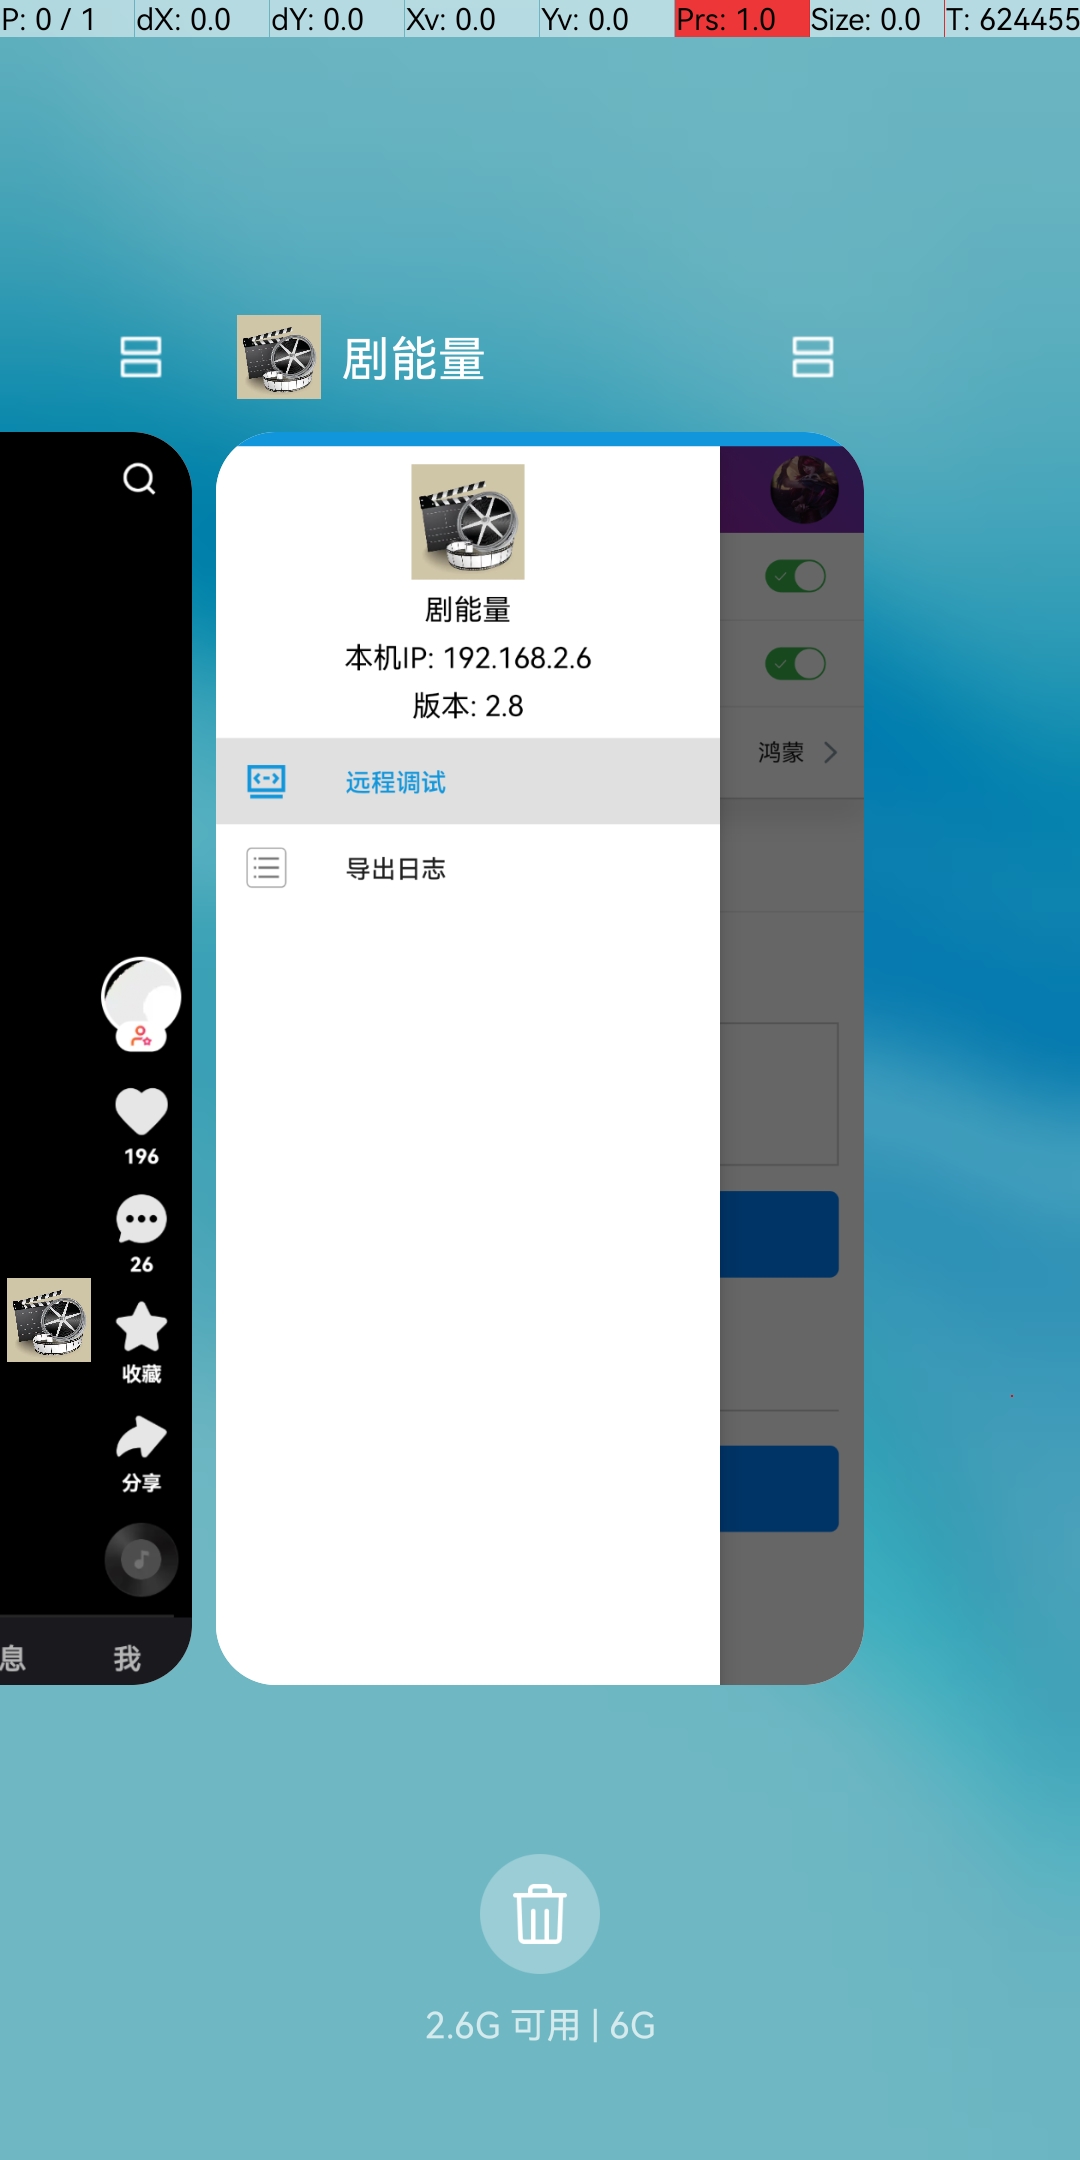 P: 0 / 1 dX: 0.0 dY: 0.0 Xv: 0.0 Yv: 0.0 Prs: 1.0 Size: 0.0 T: 624455
剧能量
剧能量
本机IP: 192.168.2.6
版本: 2.8
远程调试
导出日志
鸿蒙
196
26
收藏
分享
息
我
2.6G 可用 | 6G